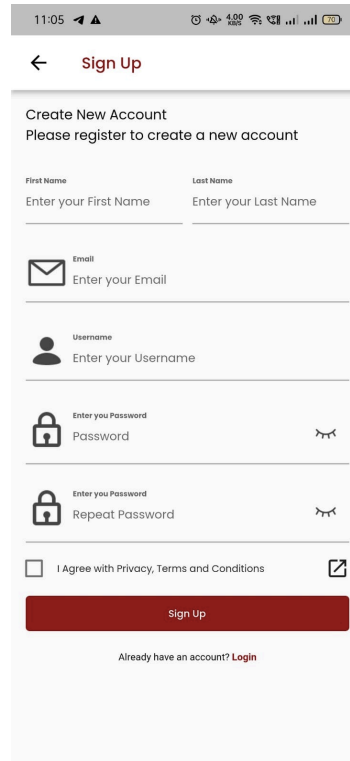 11:05 4.00 KB/S 70
Sign Up
Create New Account
Please register to create a new account
First Name Last Name
Enter your First Name Enter your Last Name
Email
Enter your Email
Username
Enter your Username
Enter you Password
Password
Enter you Password
Repeat Password
I Agree with Privacy, Terms and Conditions
Sign Up
Already have an account? Login